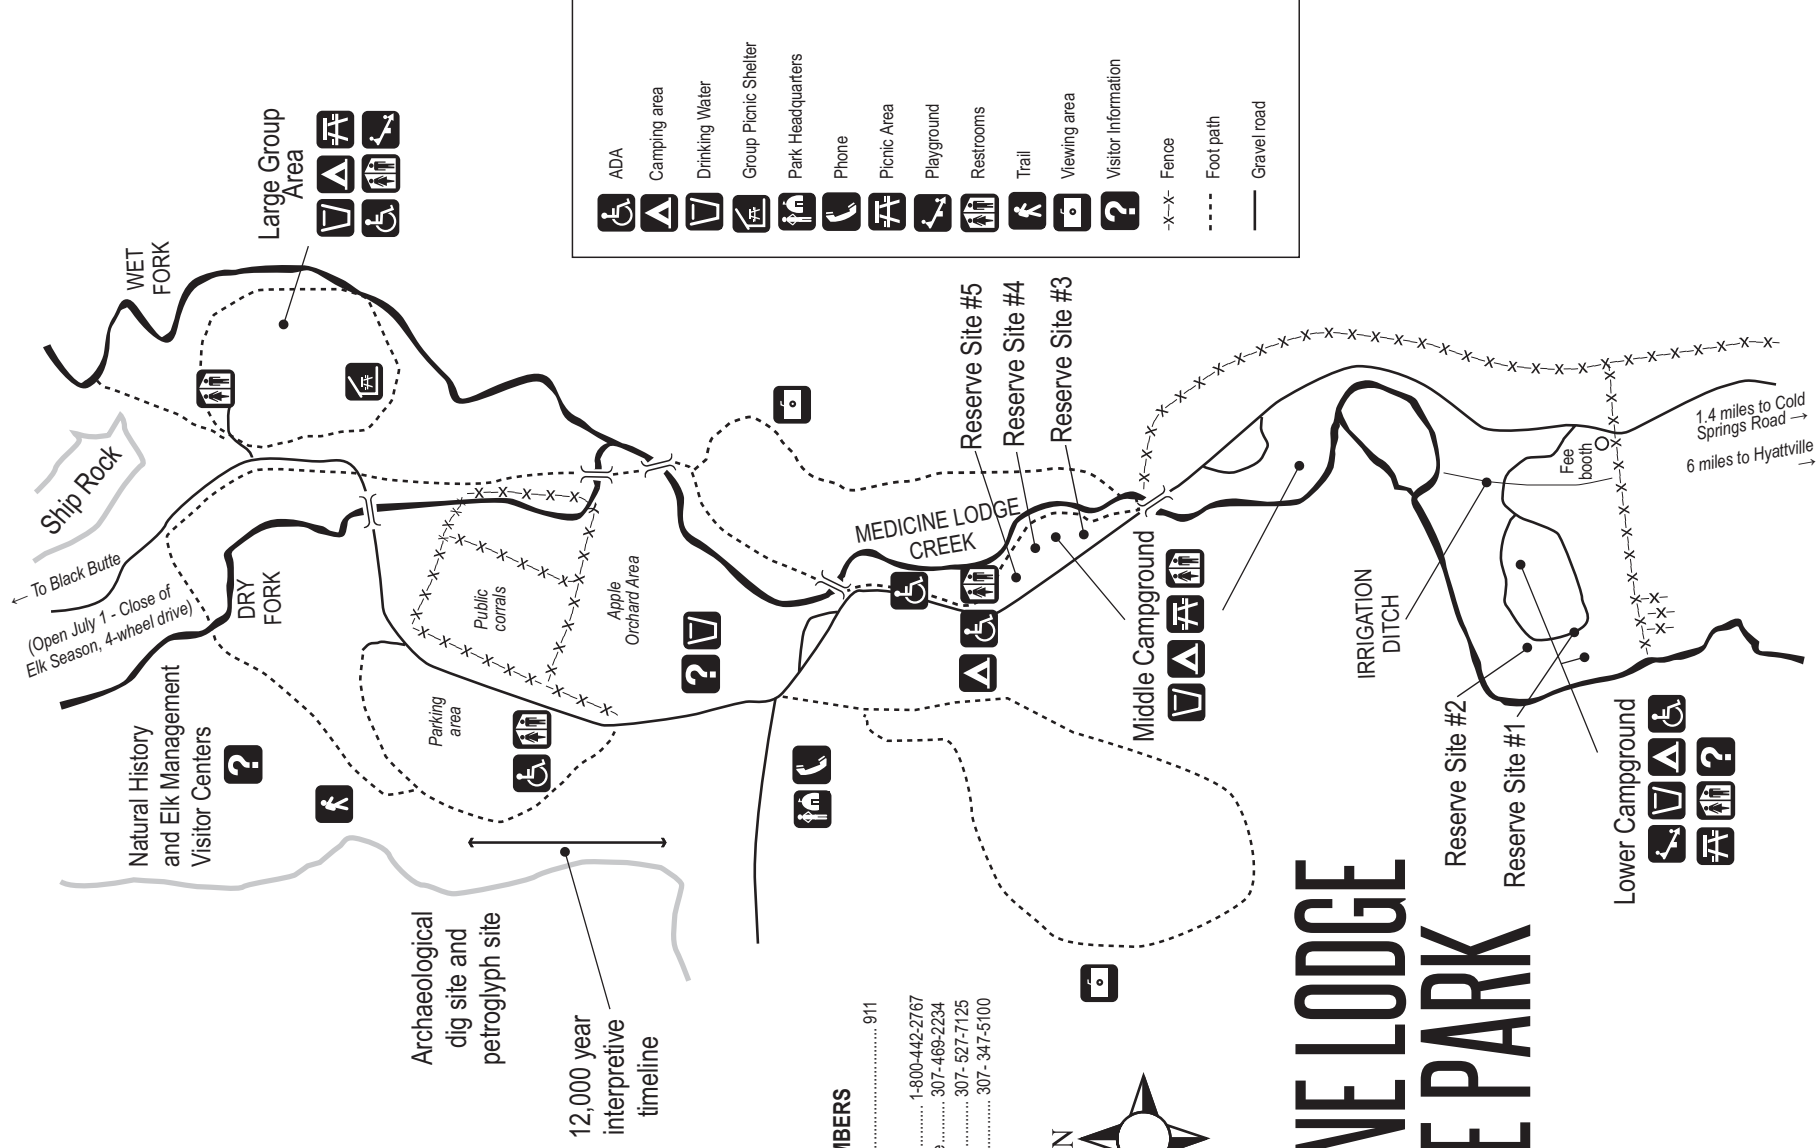 WET
FORK
Large Group
Area
Ship Rock
← To Black Butte
(Open July 1 - Close of
Elk Season, 4-wheel drive)
DRY
FORK
Natural History
and Elk Management
Visitor Centers
Public
corrals
Apple
Orchard Area
Parking
area
Archaeological
dig site and
petroglyph site
12,000 year
interpretive
timeline
MEDICINE LODGE
CREEK
Reserve Site #5
Reserve Site #4
Reserve Site #3
Middle Campground
IRRIGATION
DITCH
Fee
booth
1.4 miles to Cold
Springs Road →
6 miles to Hyattville
→
Reserve Site #2
Reserve Site #1
Lower Campground
ADA
Camping area
Drinking Water
Group Picnic Shelter
Park Headquarters
Phone
Picnic Area
Playground
Restrooms
Trail
Viewing area
Visitor Information
-x-x- Fence
Foot path
Gravel road
MBERS
911
1-800-442-2767
e 307-469-2234
307- 527-7125
307- 347-5100
N
NE LODGE
E PARK